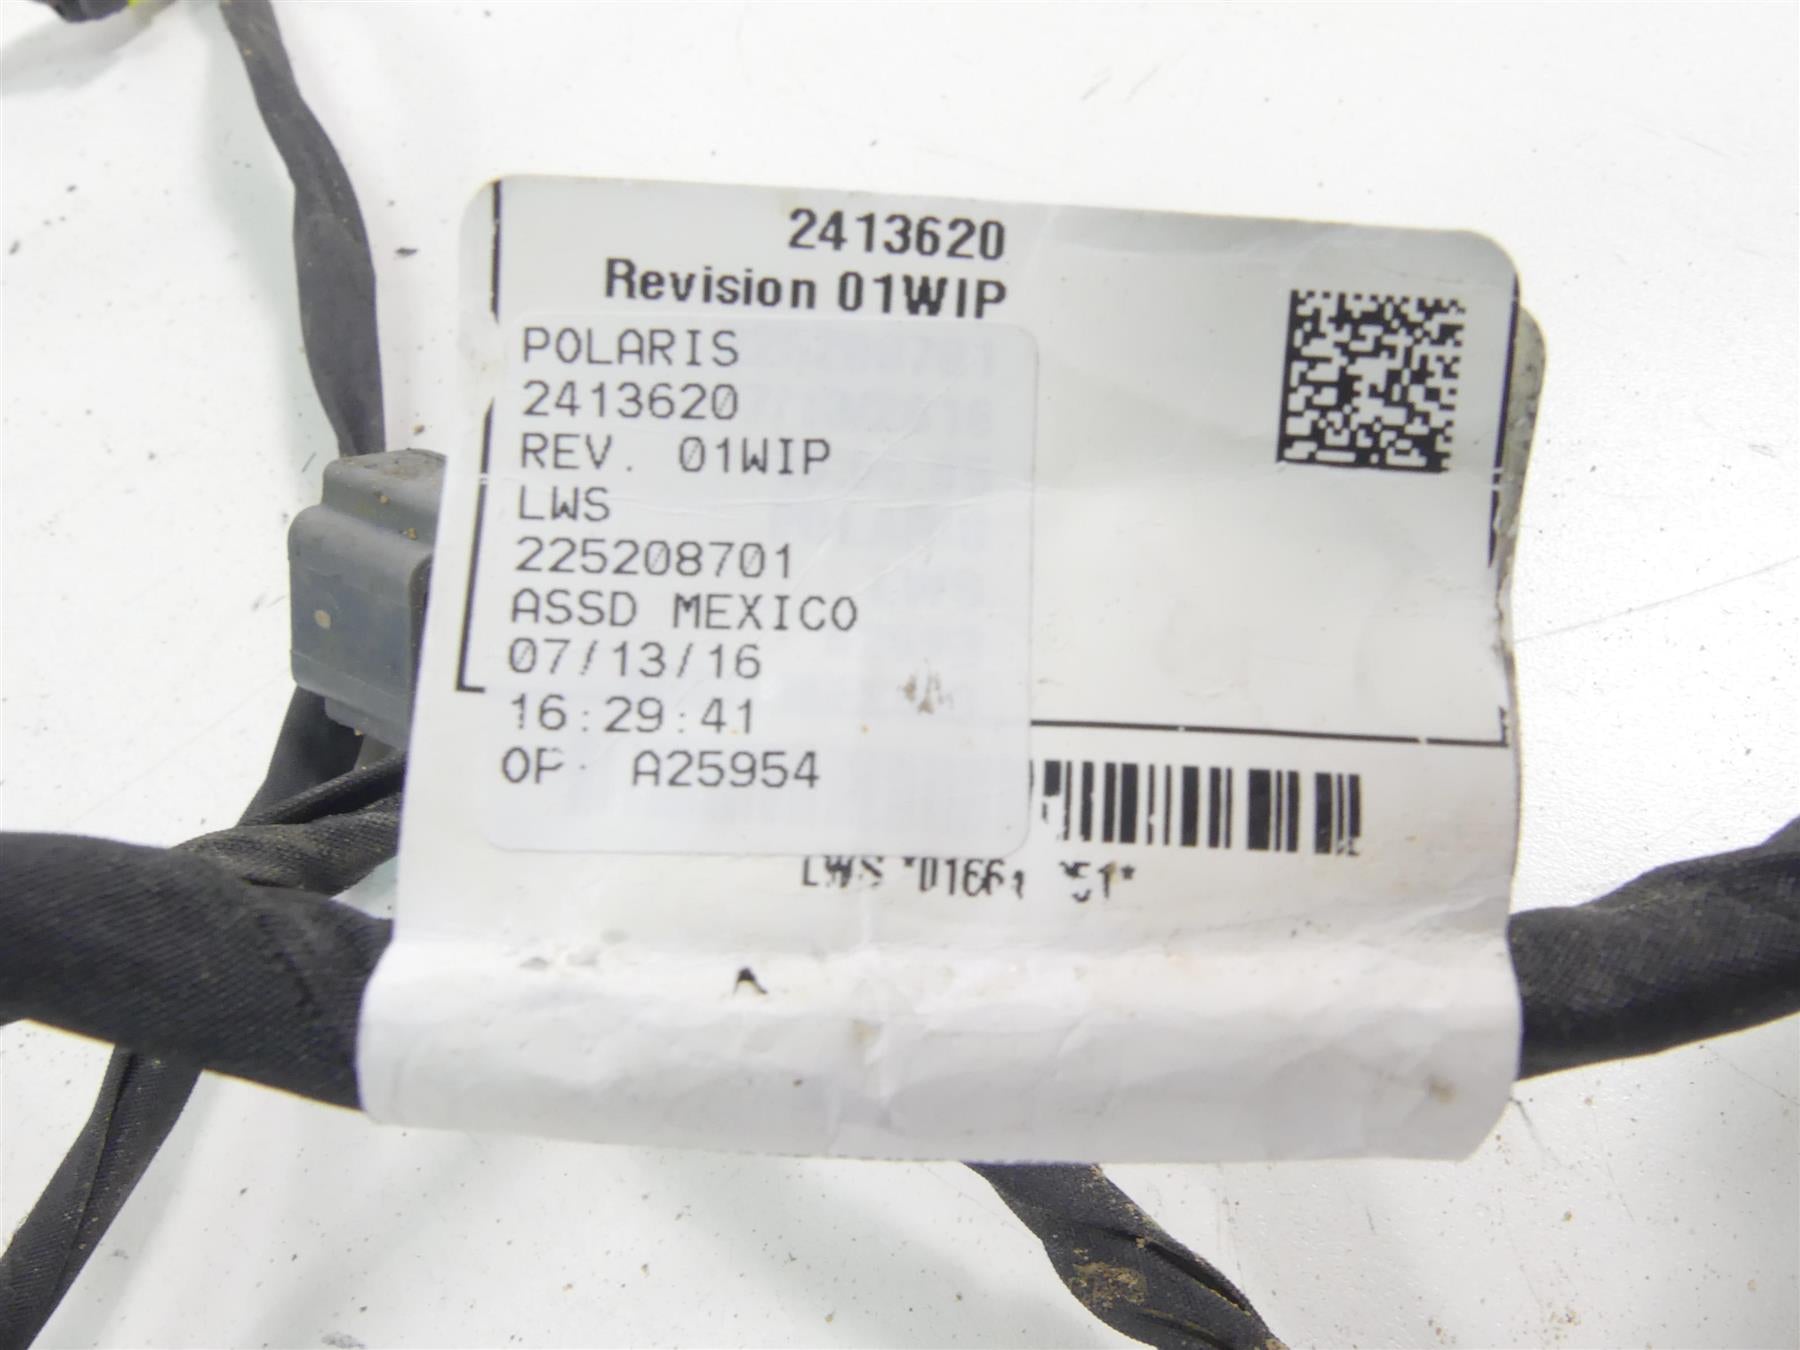 2413620
Revision 01WIP
POLARIS
2413620
REV. 01WIP
LWS
225208701
ASSD MEXICO
07/13/16
16:29:41
OP. A25954
LWS